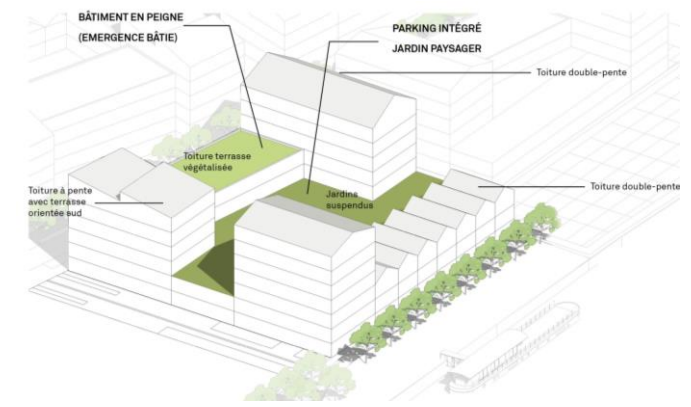 BÂTIMENT EN PEIGNE
(EMERGENCE BÂTIE)
PARKING INTÉGRÉ
JARDIN PAYSAGER
Toiture double-pente
Toiture terrasse
végétalisée
Toiture à pente
avec terrasse
orientée sud
Jardins
suspendus
Toiture double-pente